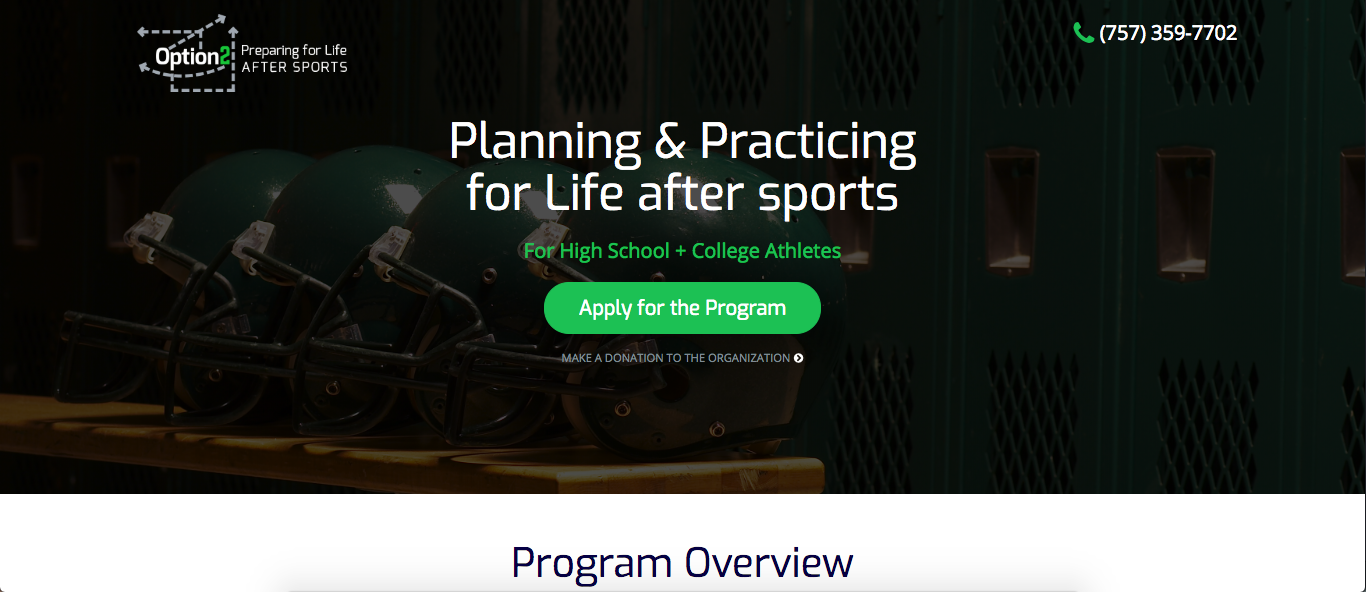 Option2
Preparing for Life
AFTER SPORTS
(757) 359-7702
Planning & Practicing
for Life after sports
For High School + College Athletes
Apply for the Program
MAKE A DONATION TO THE ORGANIZATION
Program Overview